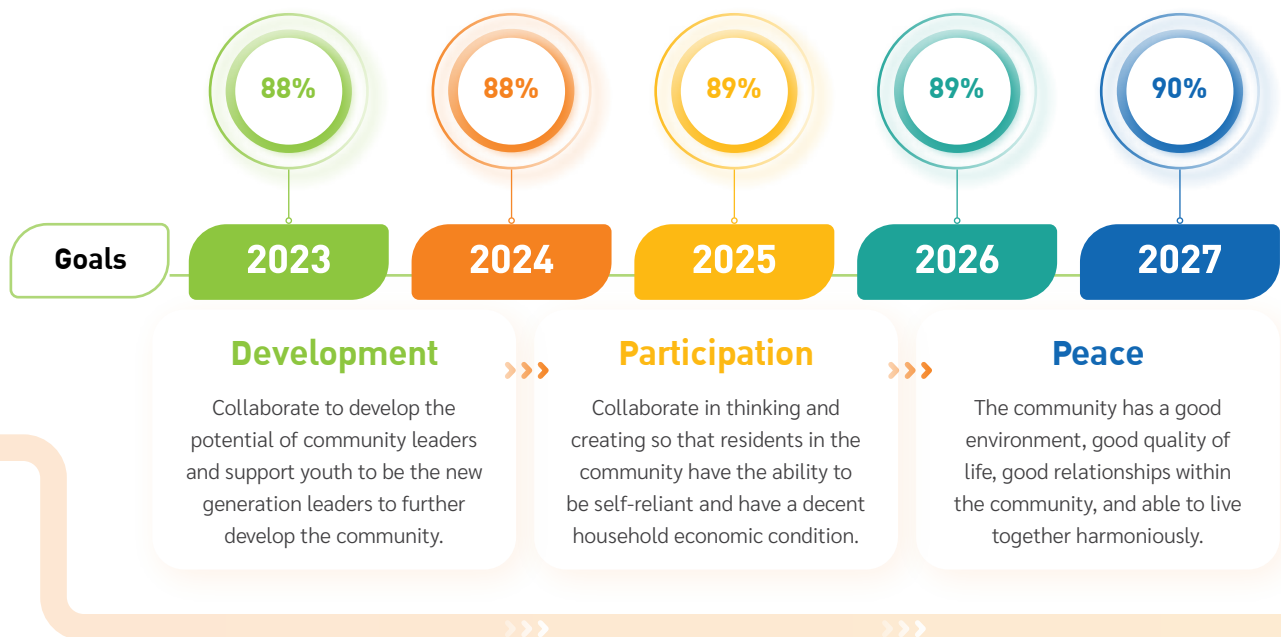 88%
88%
89%
89%
90%
Goals
2023
2024
2025
2026
2027
Development
Collaborate to develop the
potential of community leaders
and support youth to be the new
generation leaders to further
develop the community.
Participation
Collaborate in thinking and
creating so that residents in the
community have the ability to
be self-reliant and have a decent
household economic condition.
Peace
The community has a good
environment, good quality of
life, good relationships within
the community, and able to live
together harmoniously.